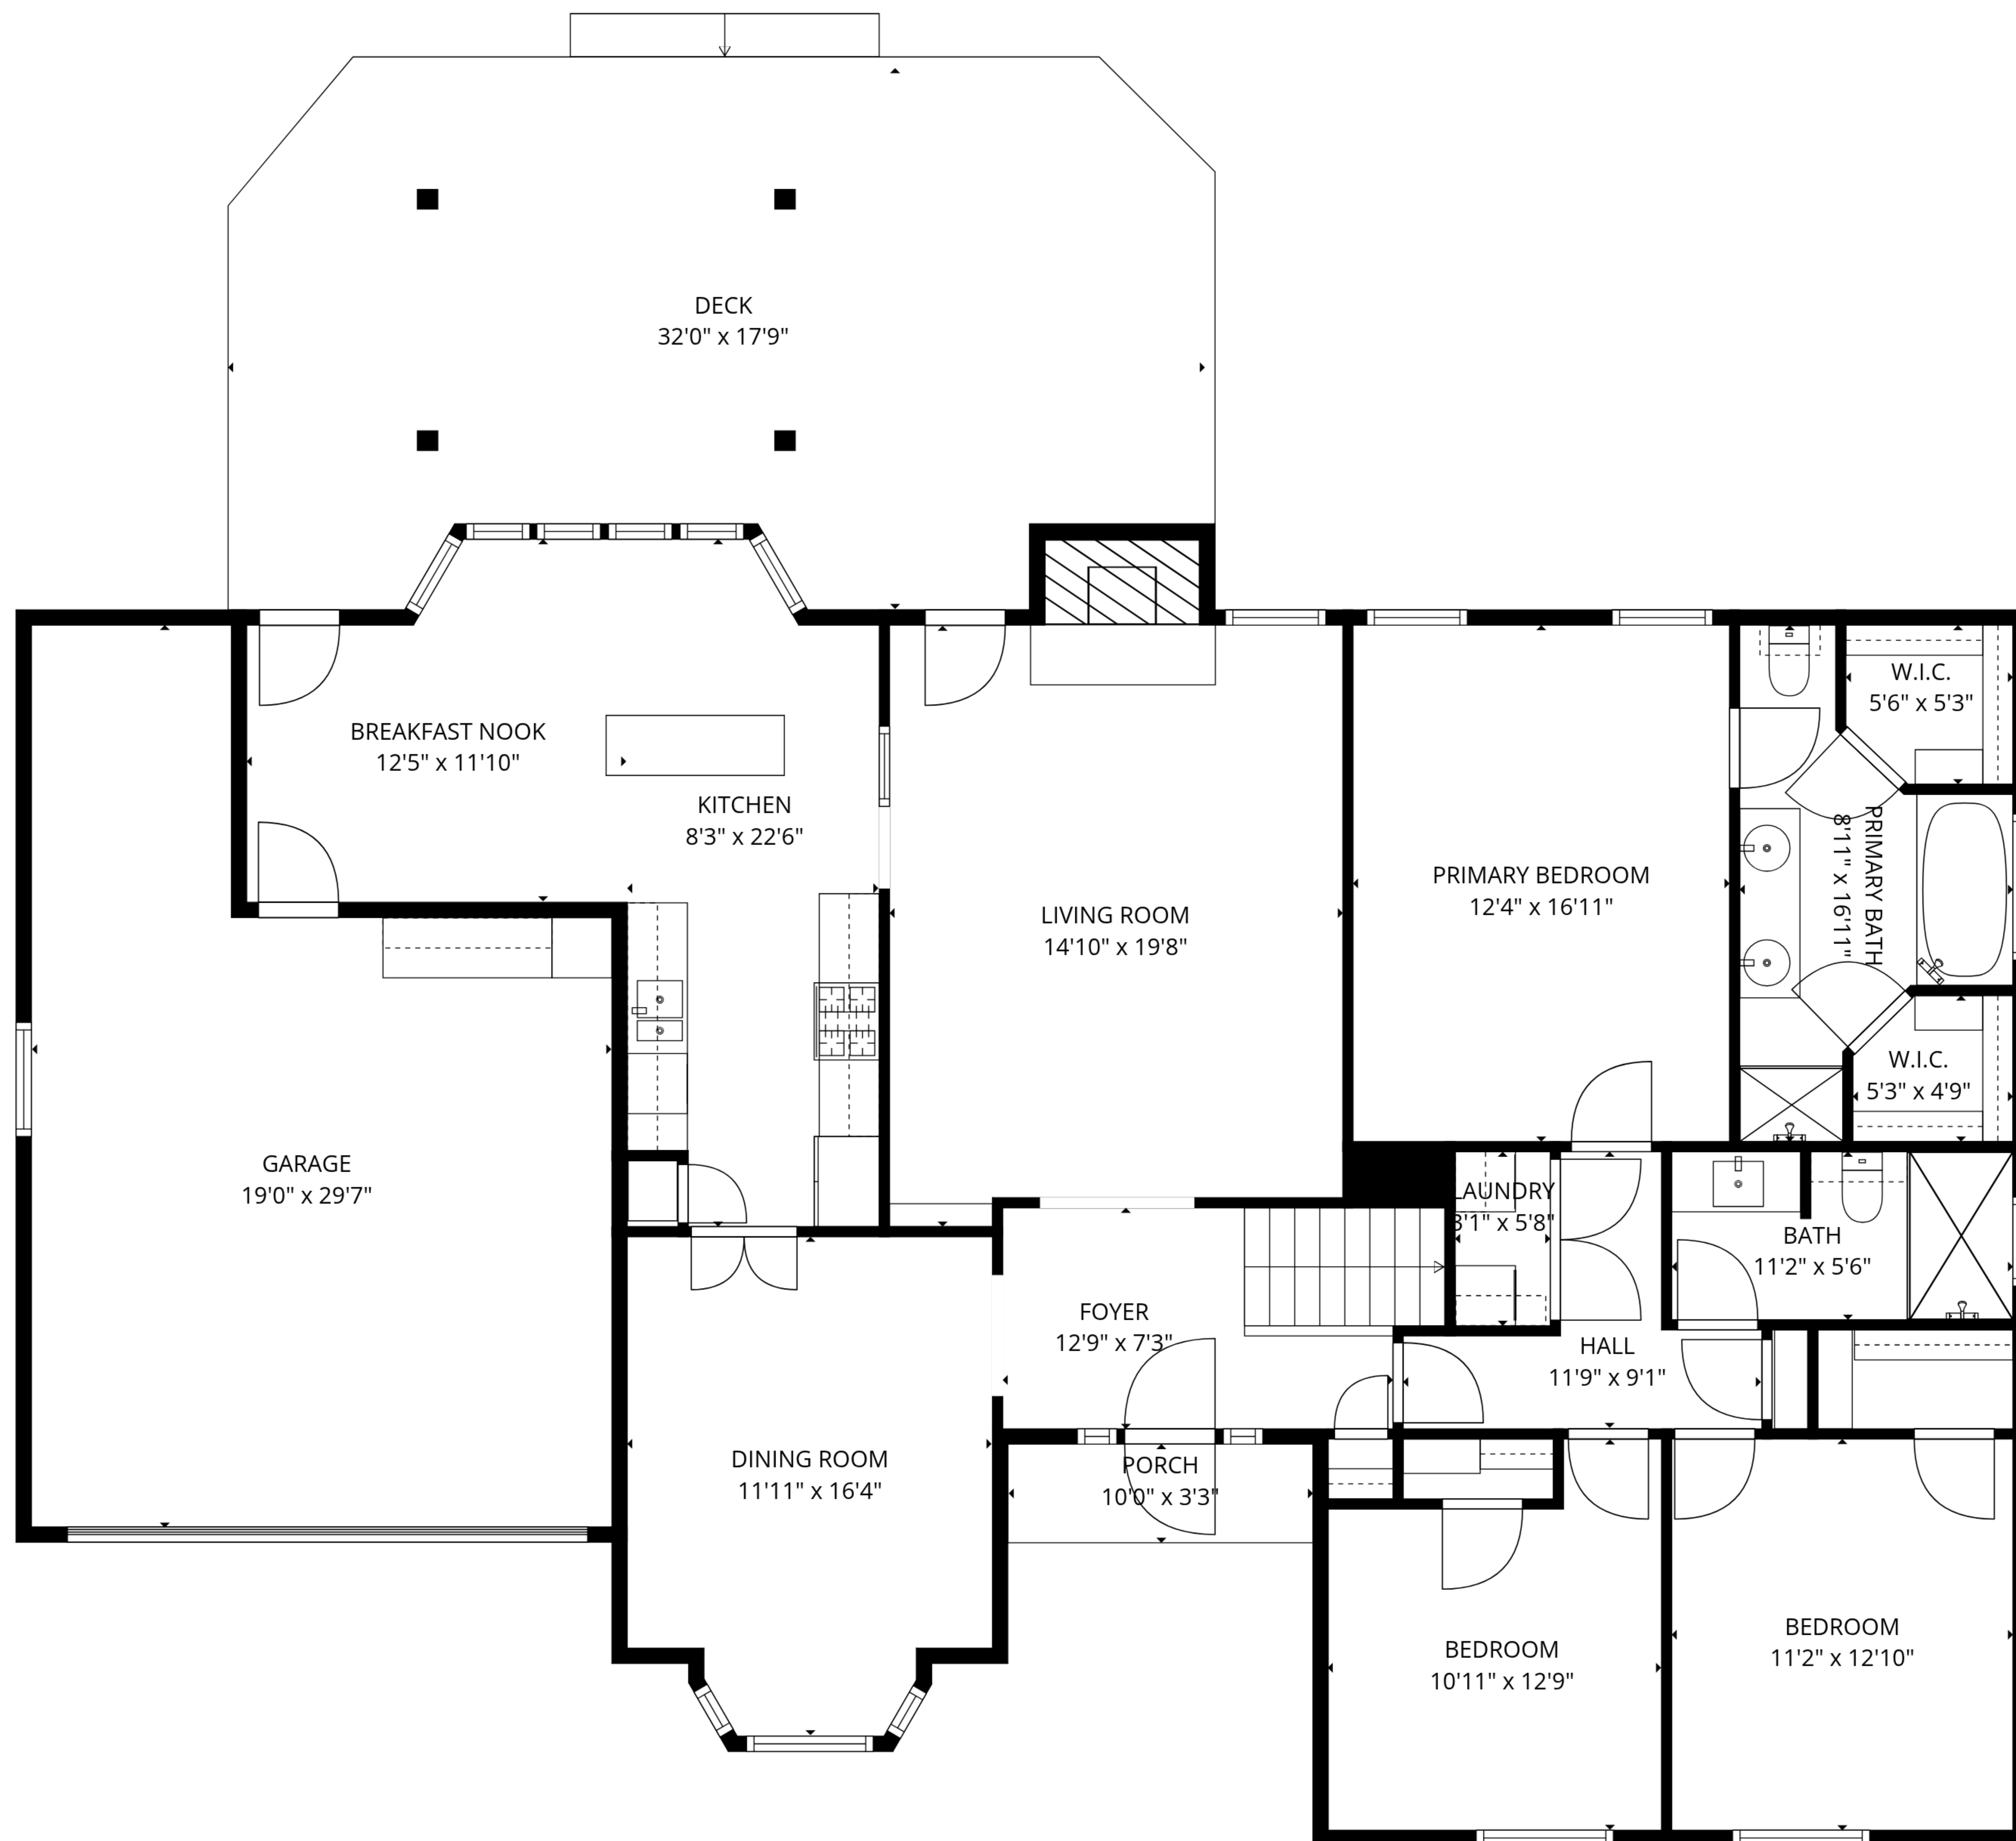 DECK
32'0" x 17'9"
BREAKFAST NOOK
12'5" x 11'10"
KITCHEN
8'3" x 22'6"
LIVING ROOM
14'10" x 19'8"
PRIMARY BEDROOM
12'4" x 16'11"
W.I.C.
5'6" x 5'3"
PRIMARY BATH
8'11" x 16'11"
W.I.C.
5'3" x 4'9"
GARAGE
19'0" x 29'7"
LAUNDRY
3'1" x 5'8"
BATH
11'2" x 5'6"
FOYER
12'9" x 7'3"
HALL
11'9" x 9'1"
DINING ROOM
11'11" x 16'4"
PORCH
10'0" x 3'3"
BEDROOM
10'11" x 12'9"
BEDROOM
11'2" x 12'10"